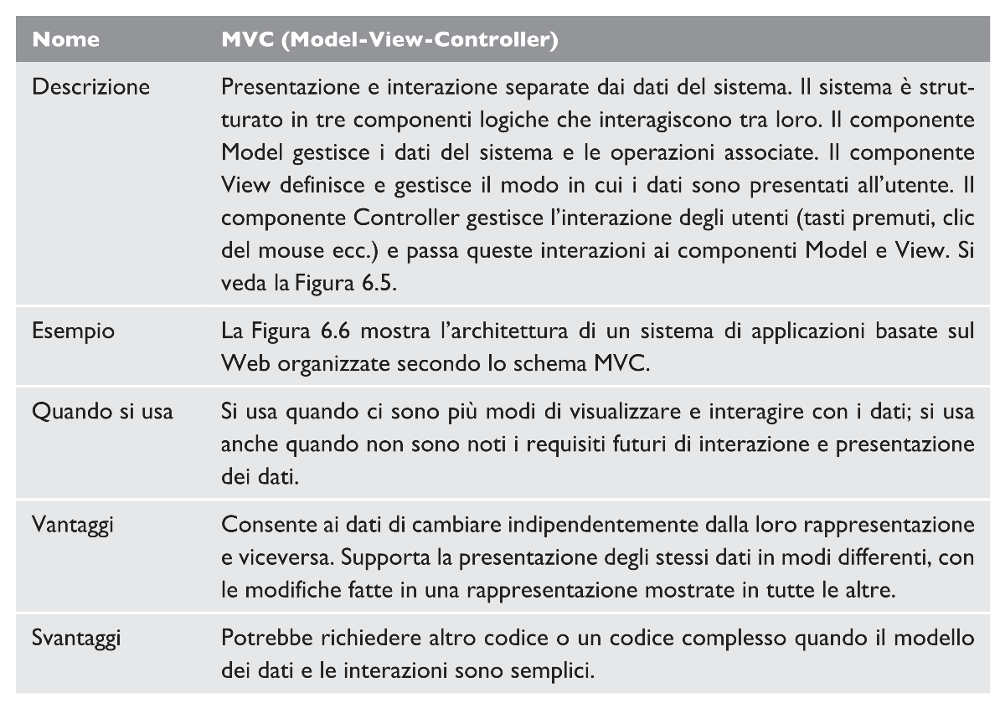 Nome MVC (Model-View-Controller)
Descrizione Presentazione e interazione separate dai dati del sistema. Il sistema è strut-
turato in tre componenti logiche che interagiscono tra loro. Il componente
Model gestisce i dati del sistema e le operazioni associate. Il componente
View definisce e gestisce il modo in cui i dati sono presentati all’utente. Il
componente Controller gestisce l’interazione degli utenti (tasti premuti, clic
del mouse ecc.) e passa queste interazioni ai componenti Model e View. Si
veda la Figura 6.5.
Esempio La Figura 6.6 mostra l’architettura di un sistema di applicazioni basate sul
Web organizzate secondo lo schema MVC.
Quando si usa Si usa quando ci sono più modi di visualizzare e interagire con i dati; si usa
anche quando non sono noti i requisiti futuri di interazione e presentazione
dei dati.
Vantaggi Consente ai dati di cambiare indipendentemente dalla loro rappresentazione
e viceversa. Supporta la presentazione degli stessi dati in modi differenti, con
le modifiche fatte in una rappresentazione mostrate in tutte le altre.
Svantaggi Potrebbe richiedere altro codice o un codice complesso quando il modello
dei dati e le interazioni sono semplici.